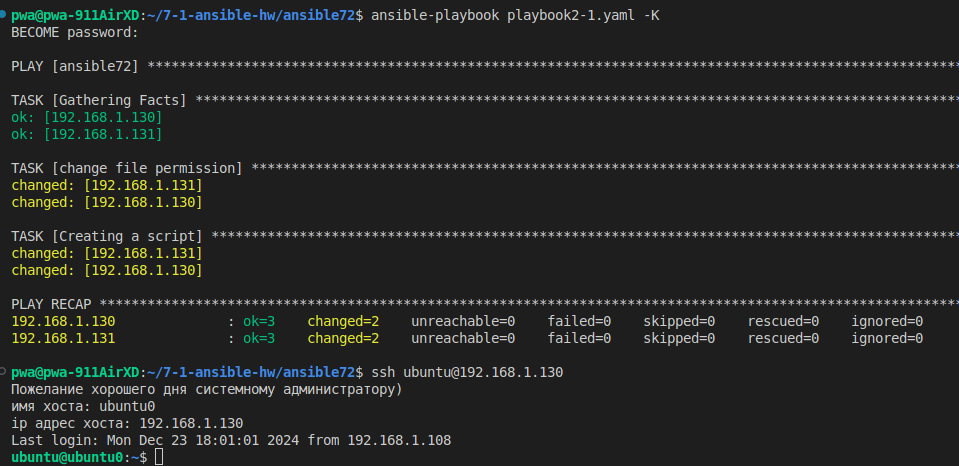 pwa@pwa-911AirXD:~/7-1-ansible-hw/ansible72$ ansible-playbook playbook2-1.yaml -K
BECOME password:
PLAY [ansible72] ******************************************************************************************************
TASK [Gathering Facts] ************************************************************************************************
ok: [192.168.1.130]
ok: [192.168.1.131]
TASK [change file permission] *****************************************************************************************
changed: [192.168.1.131]
changed: [192.168.1.130]
TASK [Creating a script] **********************************************************************************************
changed: [192.168.1.131]
changed: [192.168.1.130]
PLAY RECAP ************************************************************************************************************
192.168.1.130 : ok=3 changed=2 unreachable=0 failed=0 skipped=0 rescued=0 ignored=0
192.168.1.131 : ok=3 changed=2 unreachable=0 failed=0 skipped=0 rescued=0 ignored=0
pwa@pwa-911AirXD:~/7-1-ansible-hw/ansible72$ ssh ubuntu@192.168.1.130
Пожелание хорошего дня системному администратору)
имя хоста: ubuntu0
ip адрес хоста: 192.168.1.130
Last login: Mon Dec 23 18:01:01 2024 from 192.168.1.108
ubuntu@ubuntu0:~$